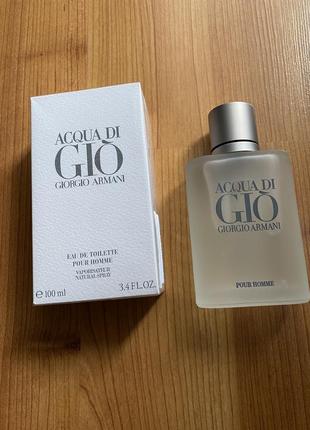 ACQUA DI
GIÒ
GIORGIO ARMANI
EAU DE TOILETTE
POUR HOMME
VAPORISATEUR
NATURAL SPRAY
℮ 100 ml
3.4 FL.OZ.
ACQUA DI
GIÒ
GIORGIO ARMANI
POUR HOMME